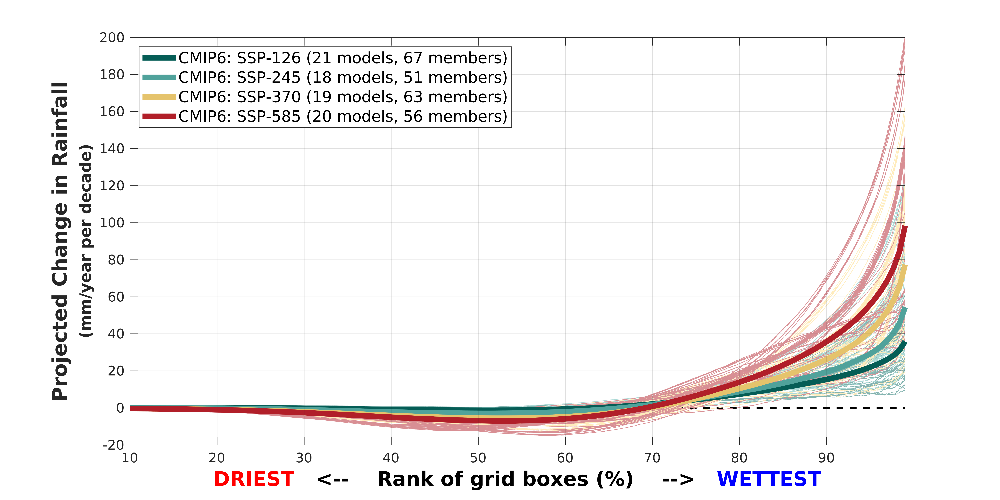 200
180
160
140
120
100
80
60
40
20
0
-20
Projected Change in Rainfall
(mm/year per decade)
CMIP6: SSP-126 (21 models, 67 members)
CMIP6: SSP-245 (18 models, 51 members)
CMIP6: SSP-370 (19 models, 63 members)
CMIP6: SSP-585 (20 models, 56 members)
10 20 30 40 50 60 70 80 90
DRIEST <-- Rank of grid boxes (%) --> WETTEST